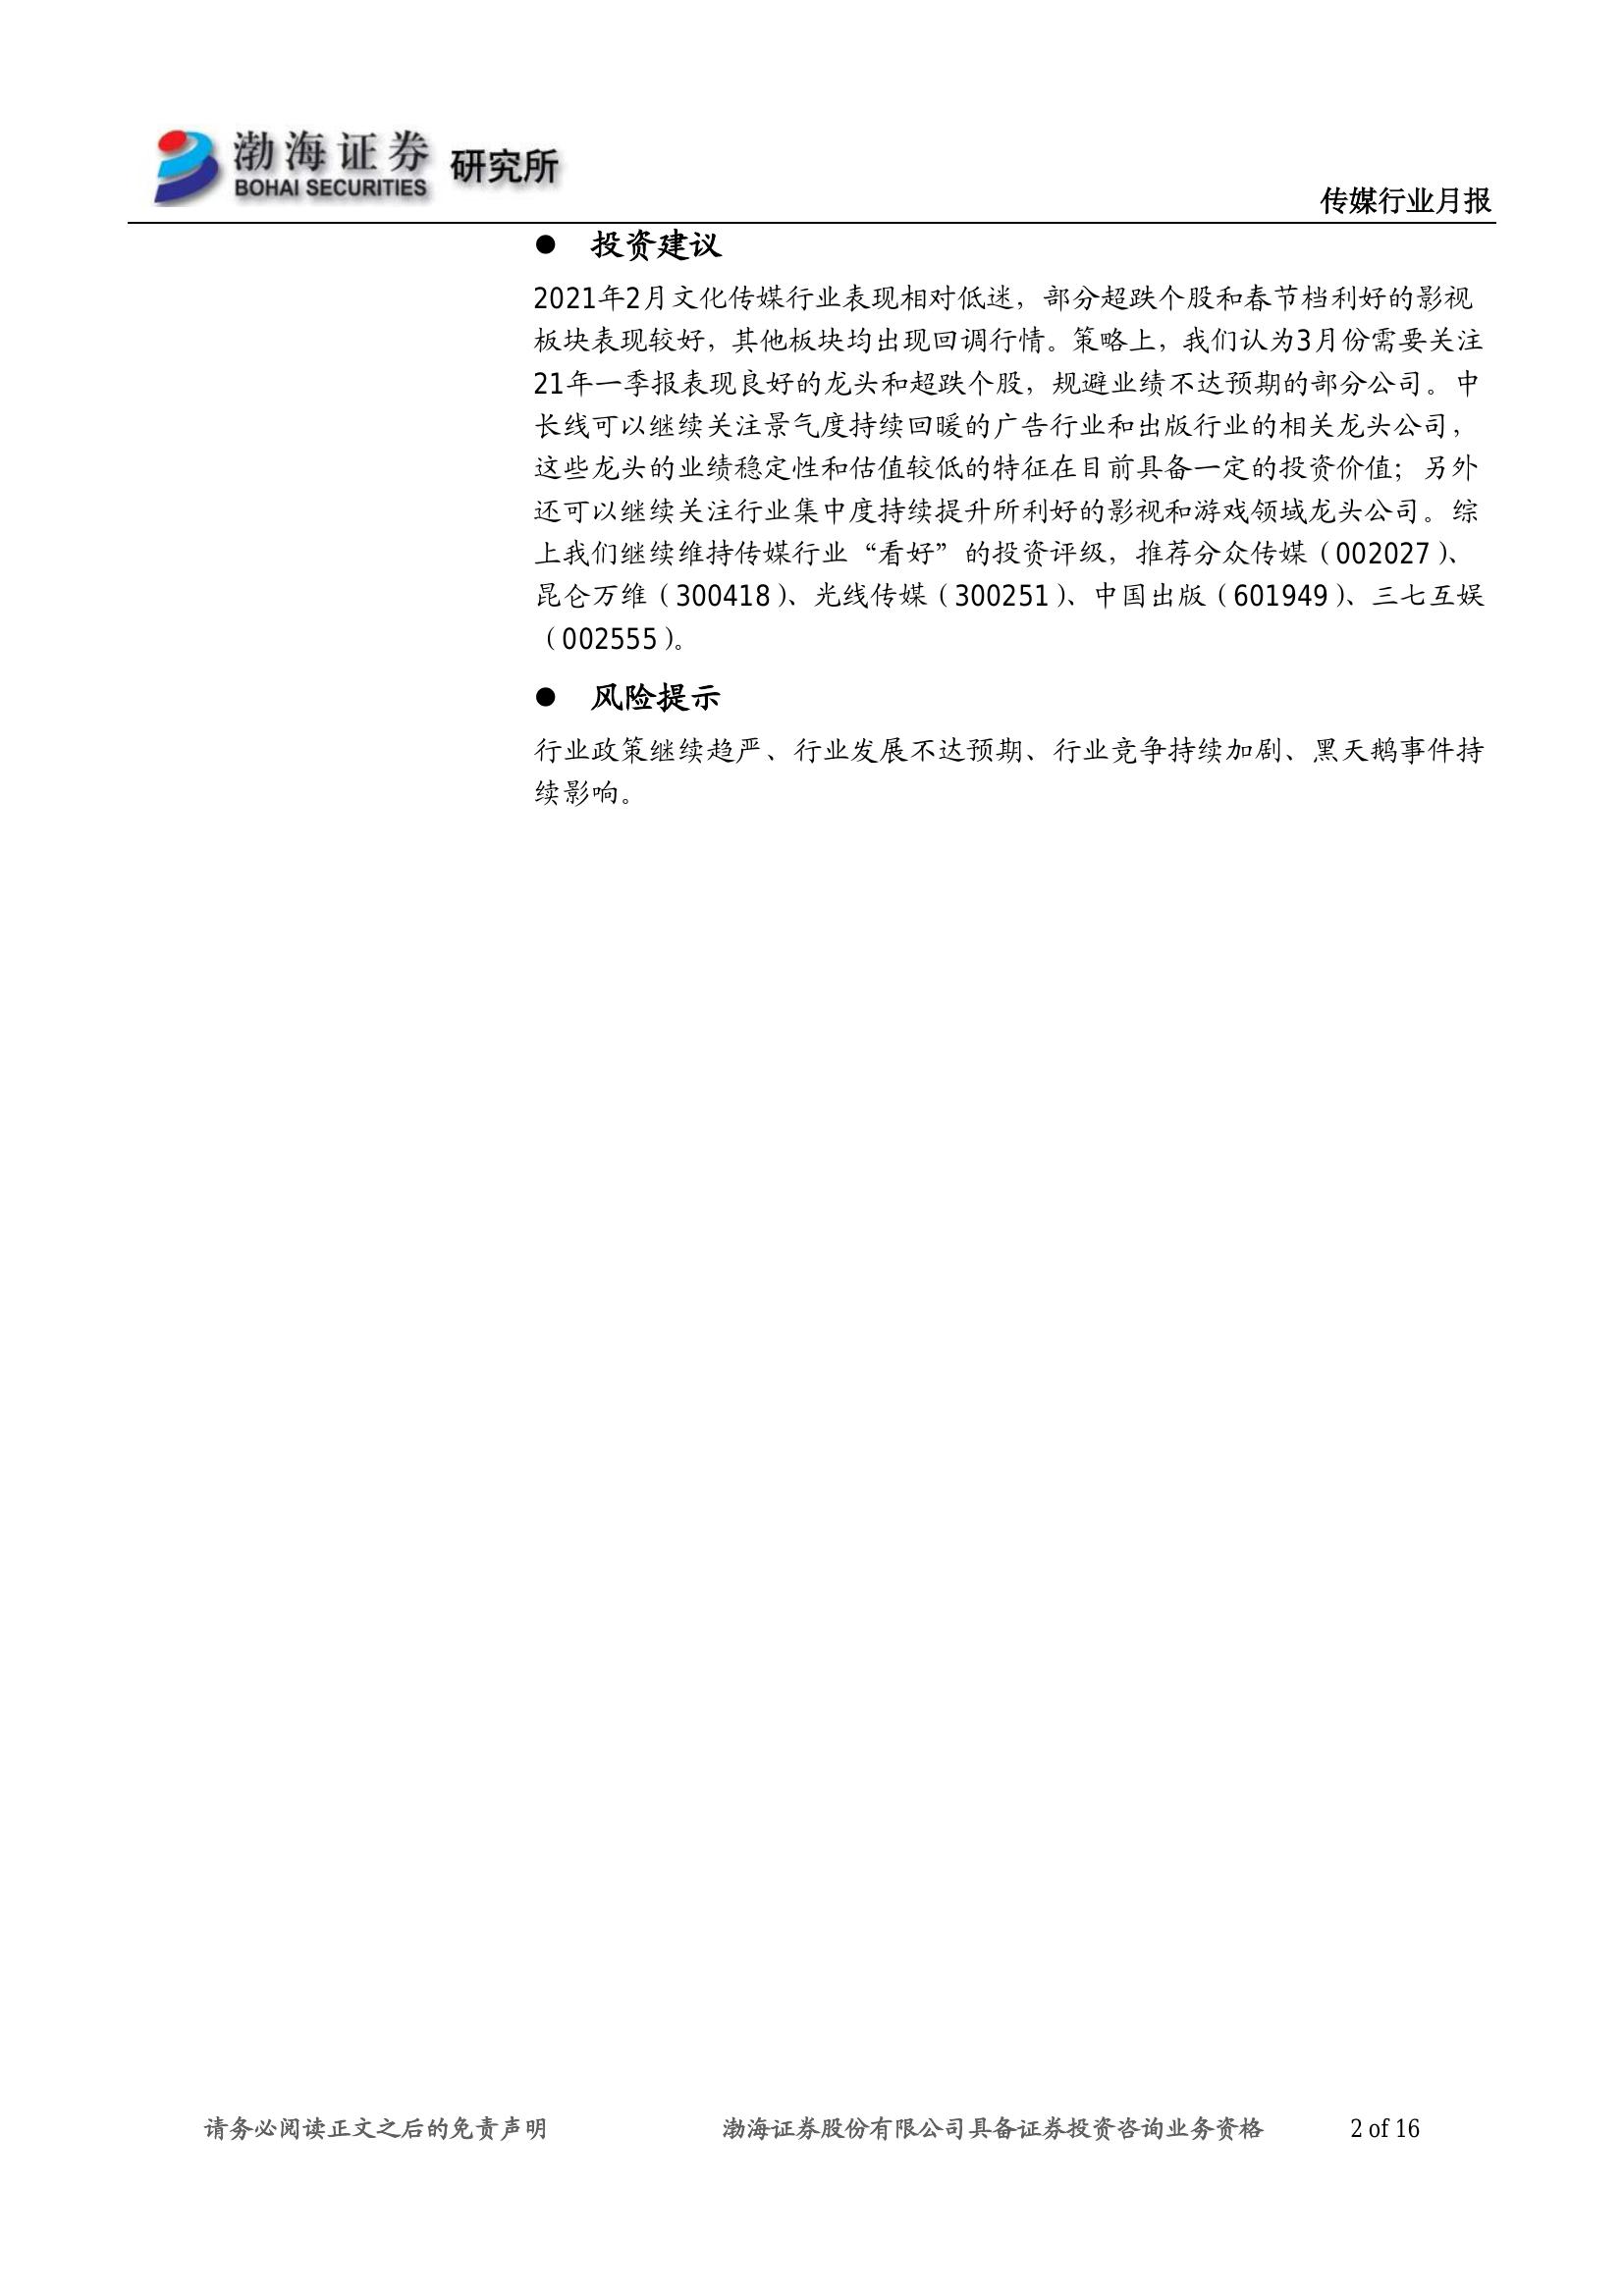 渤海证券 研究所
BOHAI SECURITIES
传媒行业月报
● 投资建议
2021年2月文化传媒行业表现相对低迷，部分超跌个股和春节档利好的影视
板块表现较好，其他板块均出现回调行情。策略上，我们认为3月份需要关注
21年一季报表现良好的龙头和超跌个股，规避业绩不达预期的部分公司。中
长线可以继续关注景气度持续回暖的广告行业和出版行业的相关龙头公司，
这些龙头的业绩稳定性和估值较低的特征在目前具备一定的投资价值；另外
还可以继续关注行业集中度持续提升所利好的影视和游戏领域龙头公司。综
上我们继续维持传媒行业“看好”的投资评级，推荐分众传媒（002027）、
昆仑万维（300418）、光线传媒（300251）、中国出版（601949）、三七互娱
（002555）。
● 风险提示
行业政策继续趋严、行业发展不达预期、行业竞争持续加剧、黑天鹅事件持
续影响。
请务必阅读正文之后的免责声明 渤海证券股份有限公司具备证券投资咨询业务资格 2 of 16